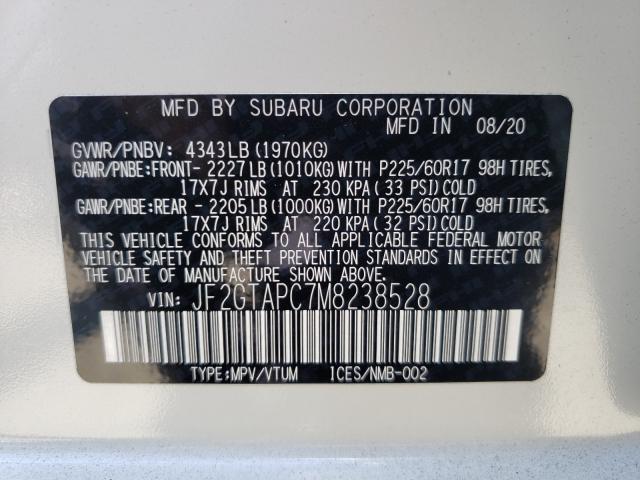 MFD BY SUBARU CORPORATION
MFD IN 08/20
GVWR/PNBV: 4343LB (1970KG)
GAWR/PNBE:FRONT- 2227LB(1010KG)WITH P225/60R17 98H TIRES,
17X7J RIMS AT 230 KPA( 33 PSI)COLD
GAWR/PNBE:REAR - 2205LB(1000KG)WITH P225/60R17 98H TIRES,
17X7J RIMS AT 220 KPA( 32 PSI)COLD
THIS VEHICLE CONFORMS TO ALL APPLICABLE FEDERAL MOTOR
VEHICLE SAFETY AND THEFT PREVENTION STANDARDS IN EFFECT
ON THE DATE OF MANUFACTURE SHOWN ABOVE.
VIN: JF2GTAPC7M8238528
TYPE:MPV/VTUM ICES/NMB-002